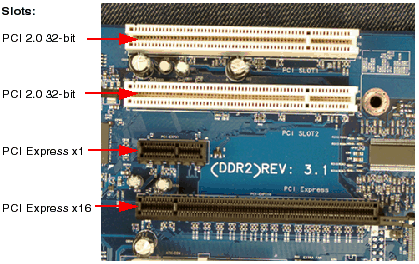 Slots:
PCI 2.0 32-bit
PCI SLOT1
PCI 2.0 32-bit
PCI SLOT2
PCI Express x1
(DDR2)REV: 3.1
PCI Express
PCI Express x16